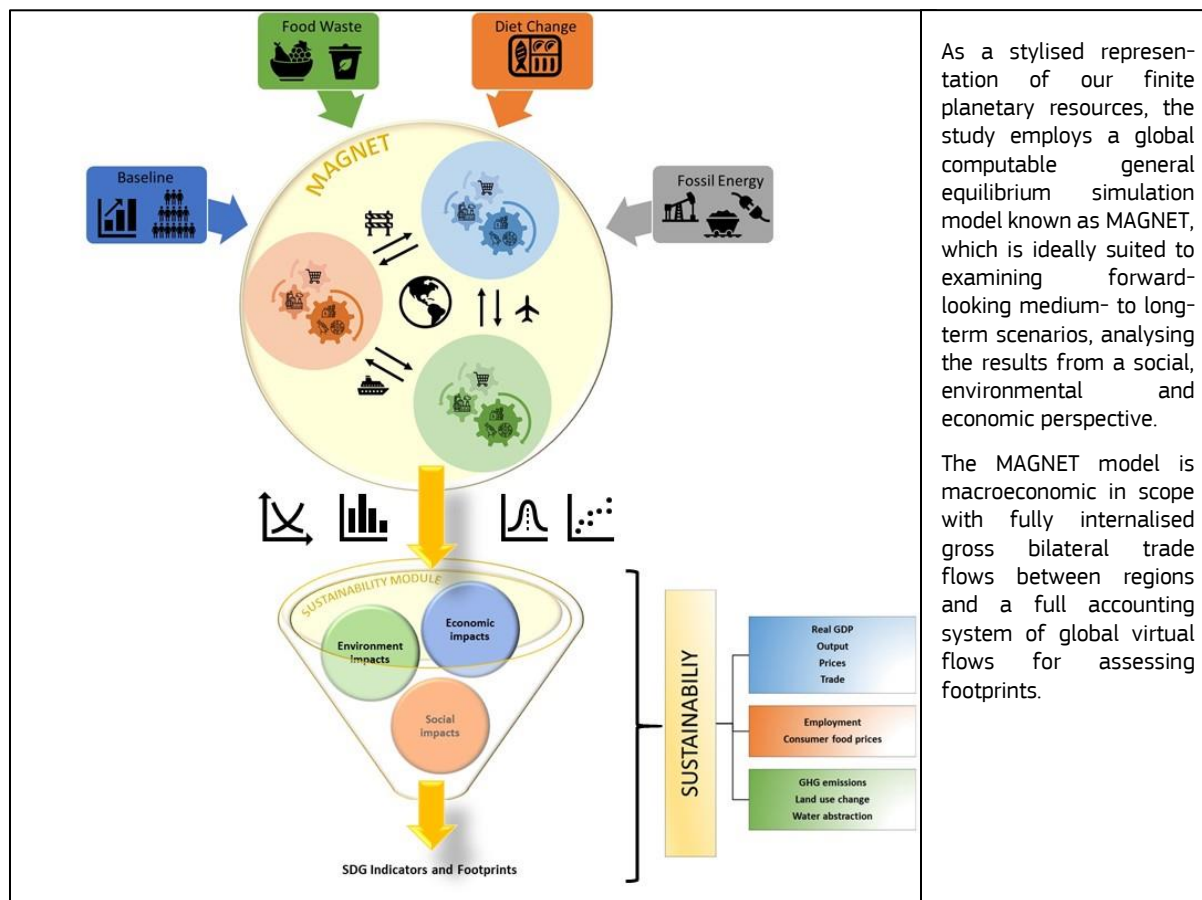 Food Waste
Diet Change
Baseline
Fossil Energy
MAGNET
SUSTAINABILITY MODULE
Economic
impacts
Environment
impacts
Social
impacts
SDG Indicators and Footprints
SUSTAINABILIY
Real GDP
Output
Prices
Trade
Employment
Consumer food prices
GHG emissions
Land use change
Water abstraction
As a stylised represen-
tation of our finite
planetary resources, the
study employs a global
computable general
equilibrium simulation
model known as MAGNET,
which is ideally suited to
examining forward-
looking medium- to long-
term scenarios, analysing
the results from a social,
environmental and
economic perspective.
The MAGNET model is
macroeconomic in scope
with fully internalised
gross bilateral trade
flows between regions
and a full accounting
system of global virtual
flows for assessing
footprints.